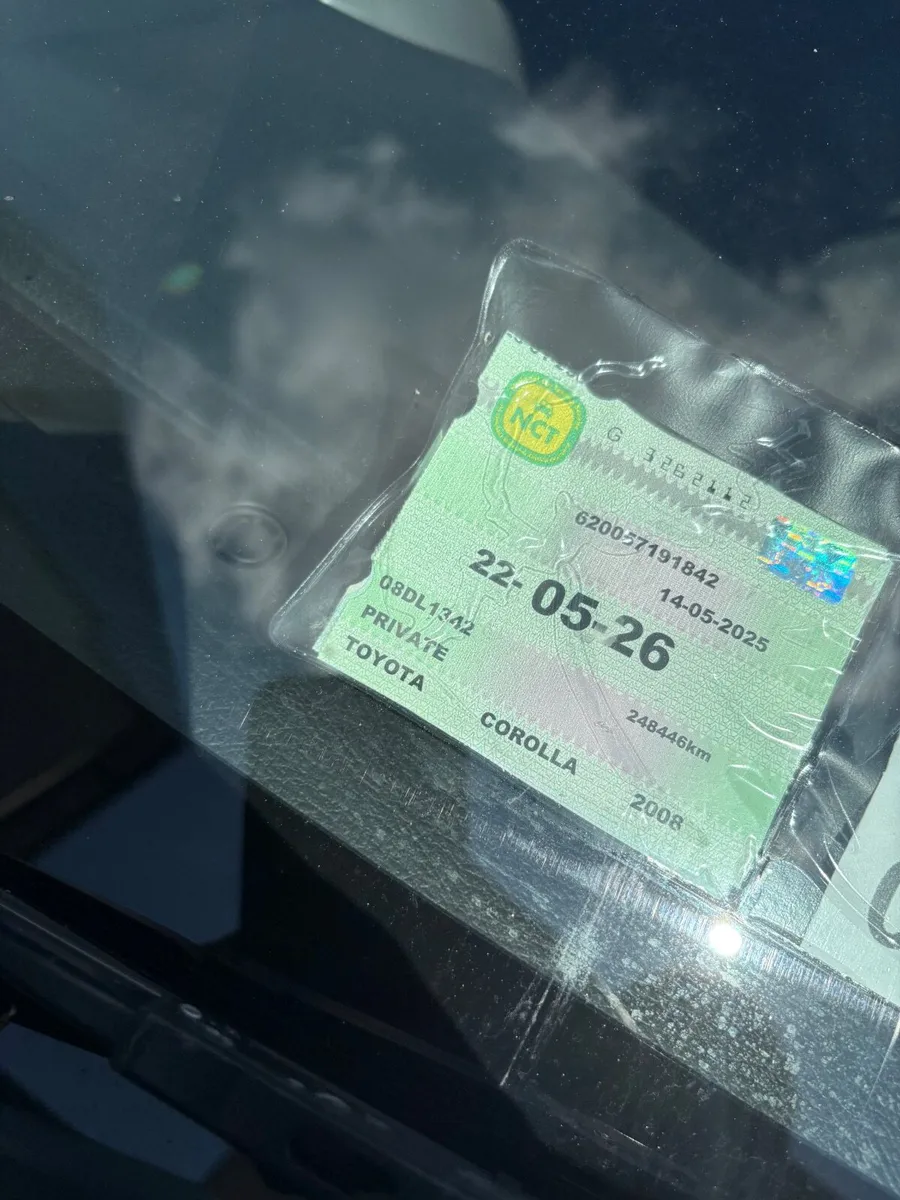 NCT
620057191842
14-05-2025
22-05-26
08DL1342
PRIVATE
TOYOTA
COROLLA
248446km
2008